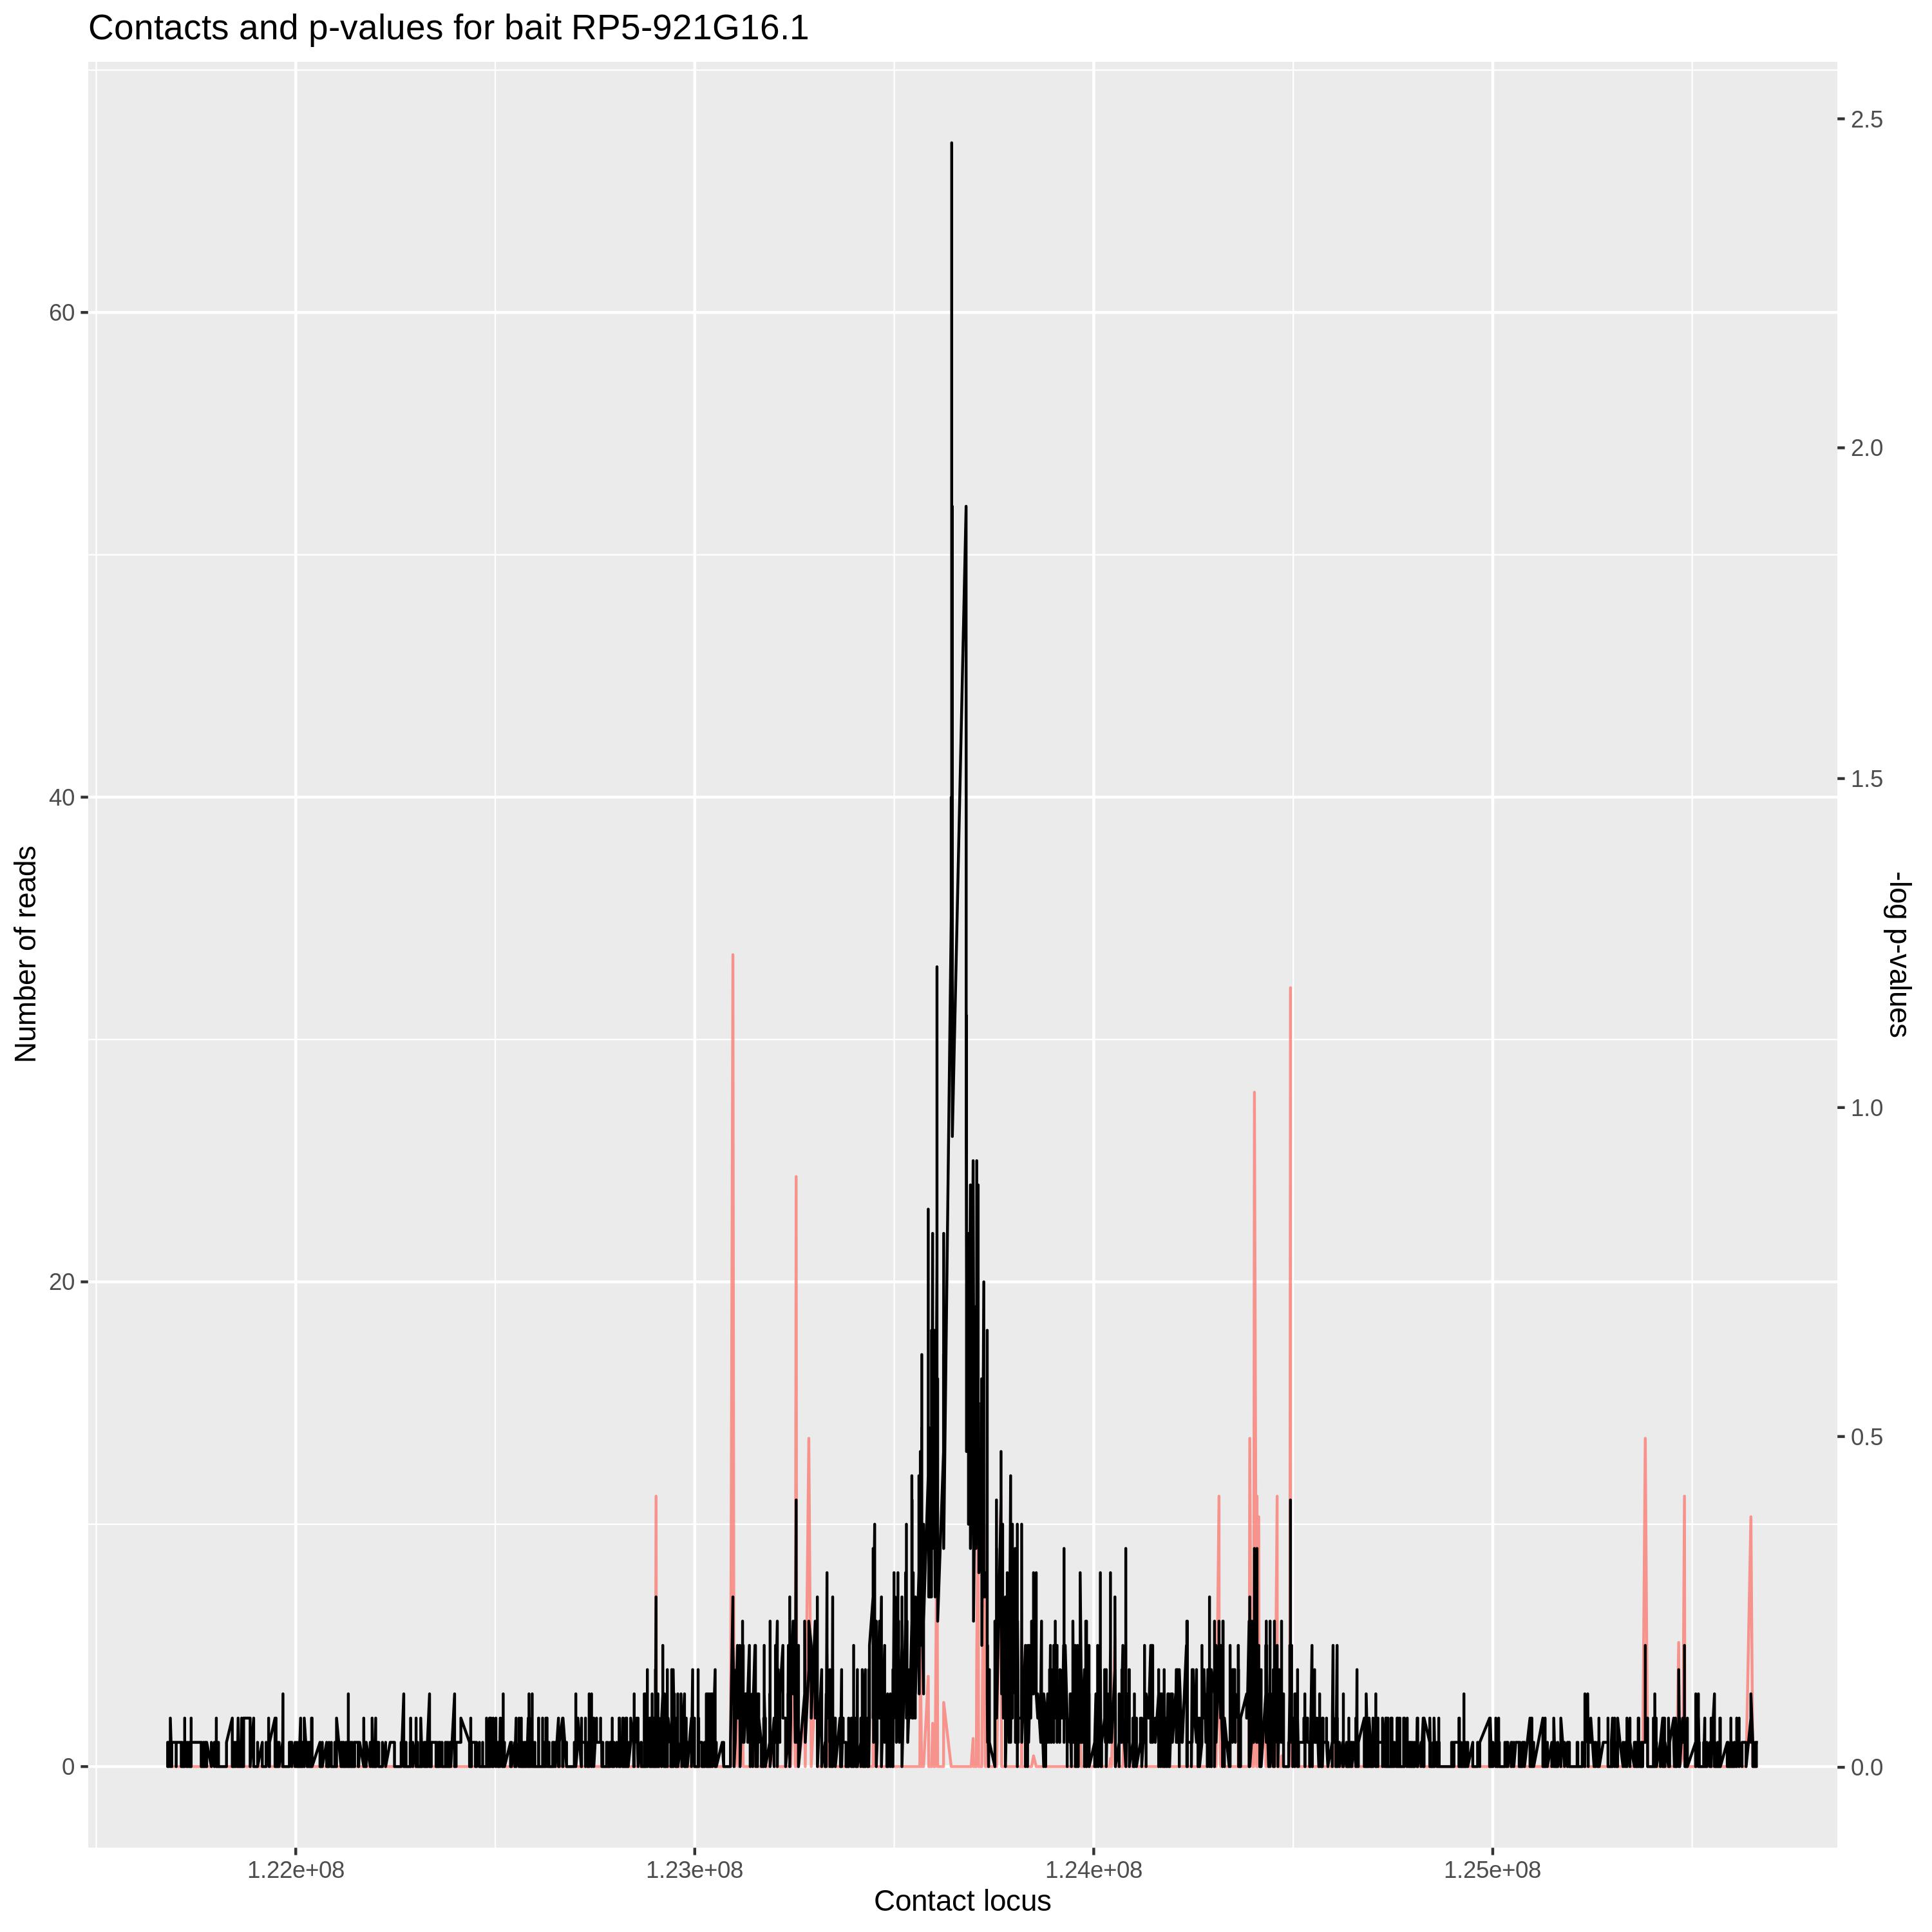 Contacts and p-values for bait RP5-921G16.1
60
40
20
0
2.5
2.0
1.5
1.0
0.5
0.0
Number of reads
-log p-values
1.22e+08
1.23e+08
1.24e+08
1.25e+08
Contact locus